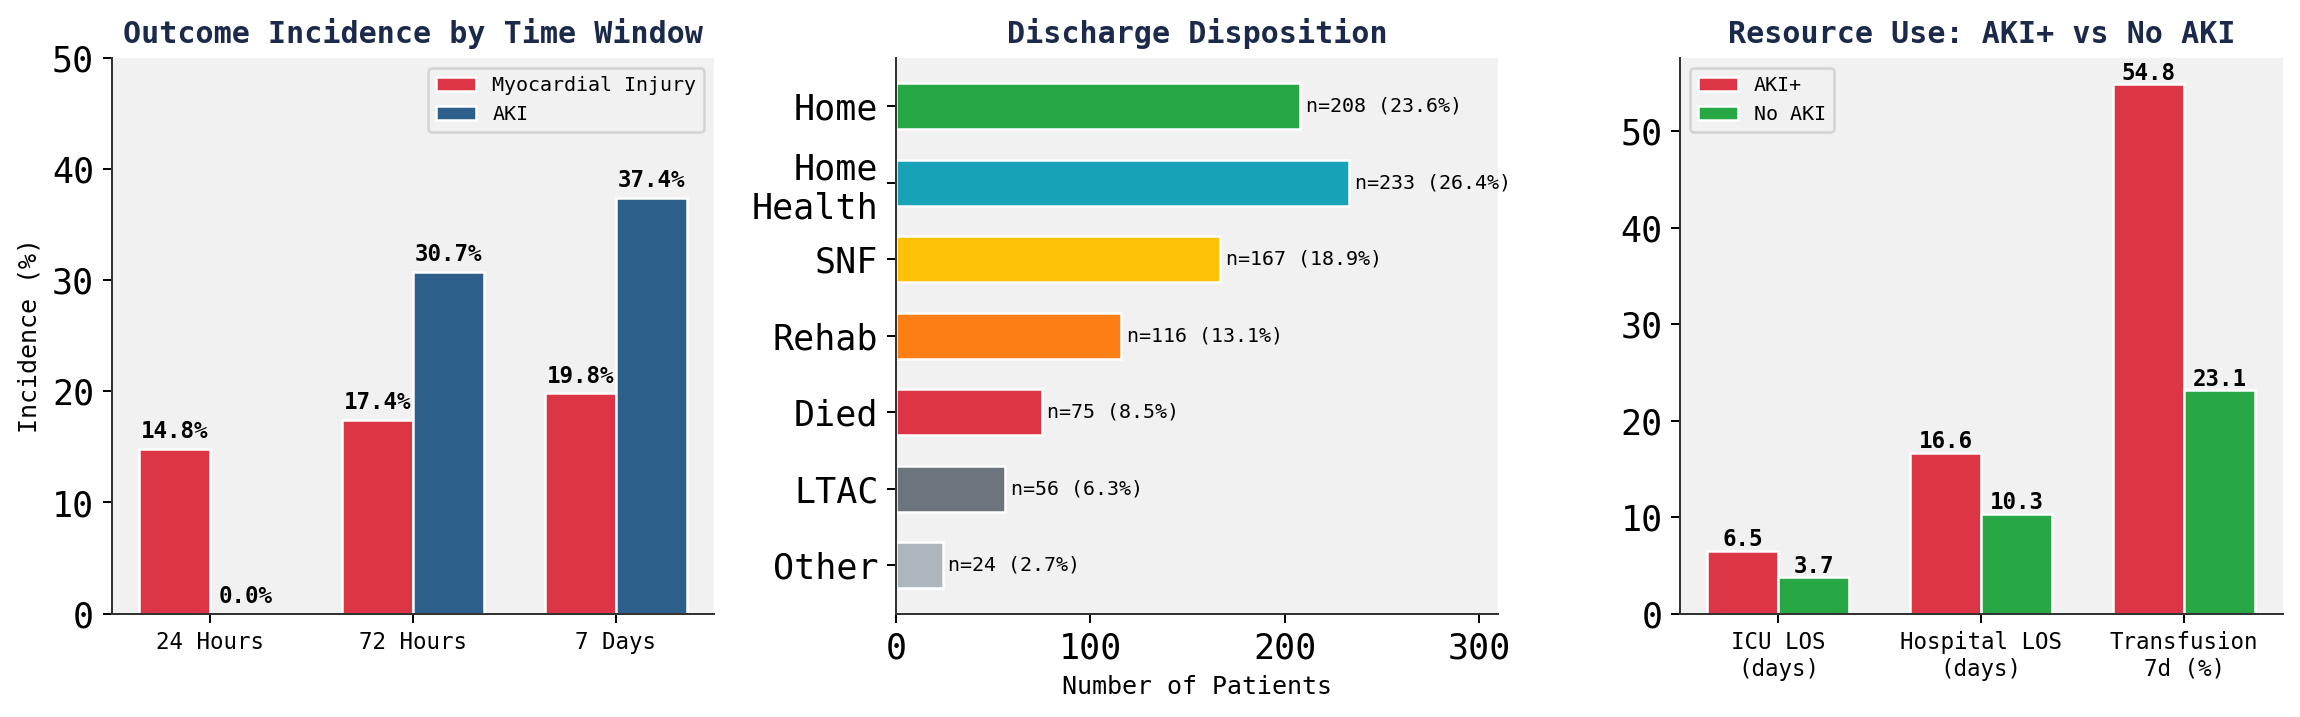 Outcome Incidence by Time Window
50
40
30
20
10
0
Incidence (%)
Myocardial Injury
AKI
14.8%
0.0%
17.4%
30.7%
19.8%
37.4%
24 Hours
72 Hours
7 Days
Discharge Disposition
Home
n=208 (23.6%)
Home
Health
n=233 (26.4%)
SNF
n=167 (18.9%)
Rehab
n=116 (13.1%)
Died
n=75 (8.5%)
LTAC
n=56 (6.3%)
Other
n=24 (2.7%)
0
100
200
300
Number of Patients
Resource Use: AKI+ vs No AKI
AKI+
No AKI
50
40
30
20
10
0
6.5
3.7
16.6
10.3
54.8
23.1
ICU LOS
(days)
Hospital LOS
(days)
Transfusion
7d (%)